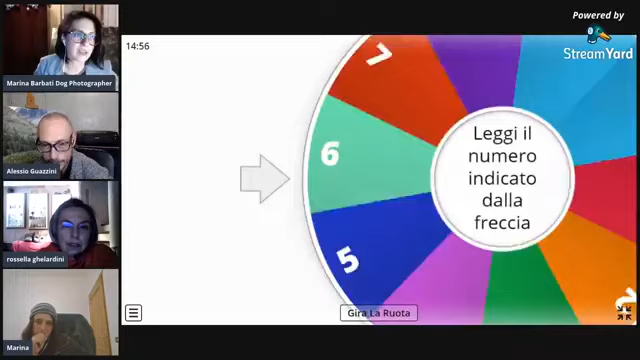 Powered by
StreamYard
14:56
Marina Barbati Dog Photographer
Alessio Guazzini
rossella ghelardini
Marina
7
6
5
Leggi il
numero
indicato
dalla
freccia
Gira La Ruota